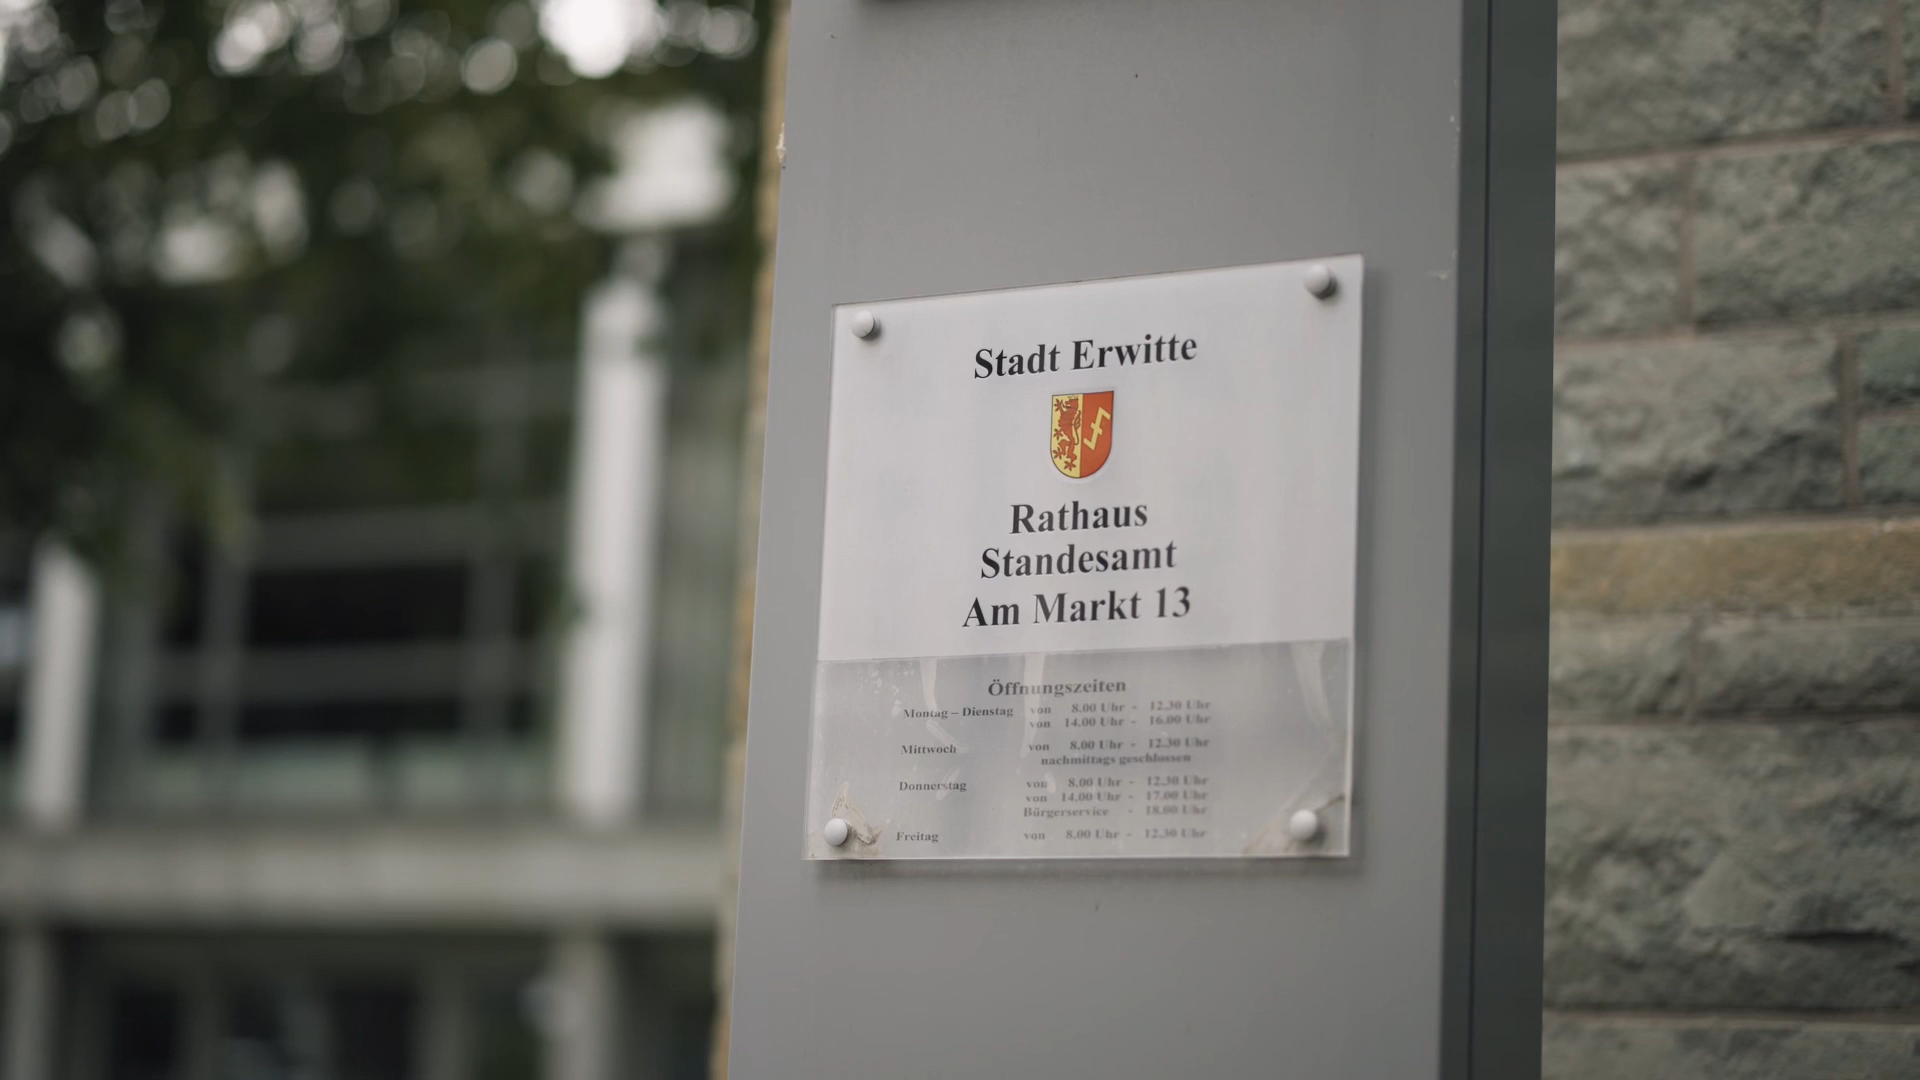 Stadt Erwitte
Rathaus
Standesamt
Am Markt 13
Öffnungszeiten
Montag – Dienstag von 8.00 Uhr - 12.30 Uhr
von 14.00 Uhr - 16.00 Uhr
Mittwoch von 8.00 Uhr - 12.30 Uhr
nachmittags geschlossen
Donnerstag von 8.00 Uhr - 12.30 Uhr
von 14.00 Uhr - 17.00 Uhr
Bürgerservice - 18.00 Uhr
Freitag von 8.00 Uhr - 12.30 Uhr